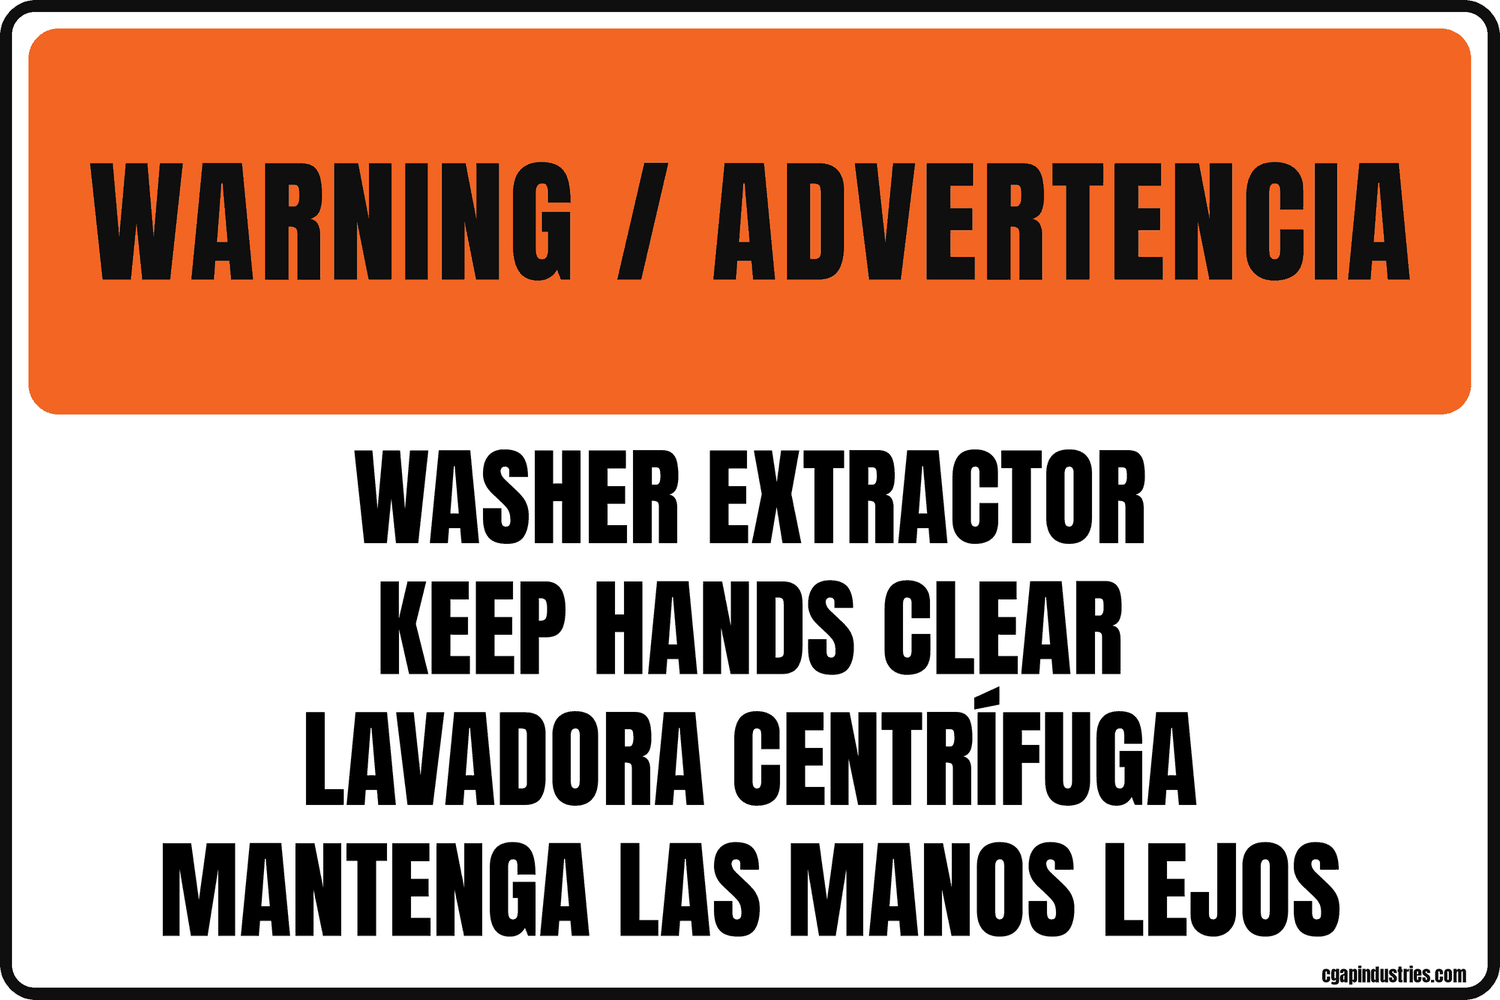 WARNING / ADVERTENCIA
WASHER EXTRACTOR
KEEP HANDS CLEAR
LAVADORA CENTRÍFUGA
MANTENGA LAS MANOS LEJOS
cgapindustries.com